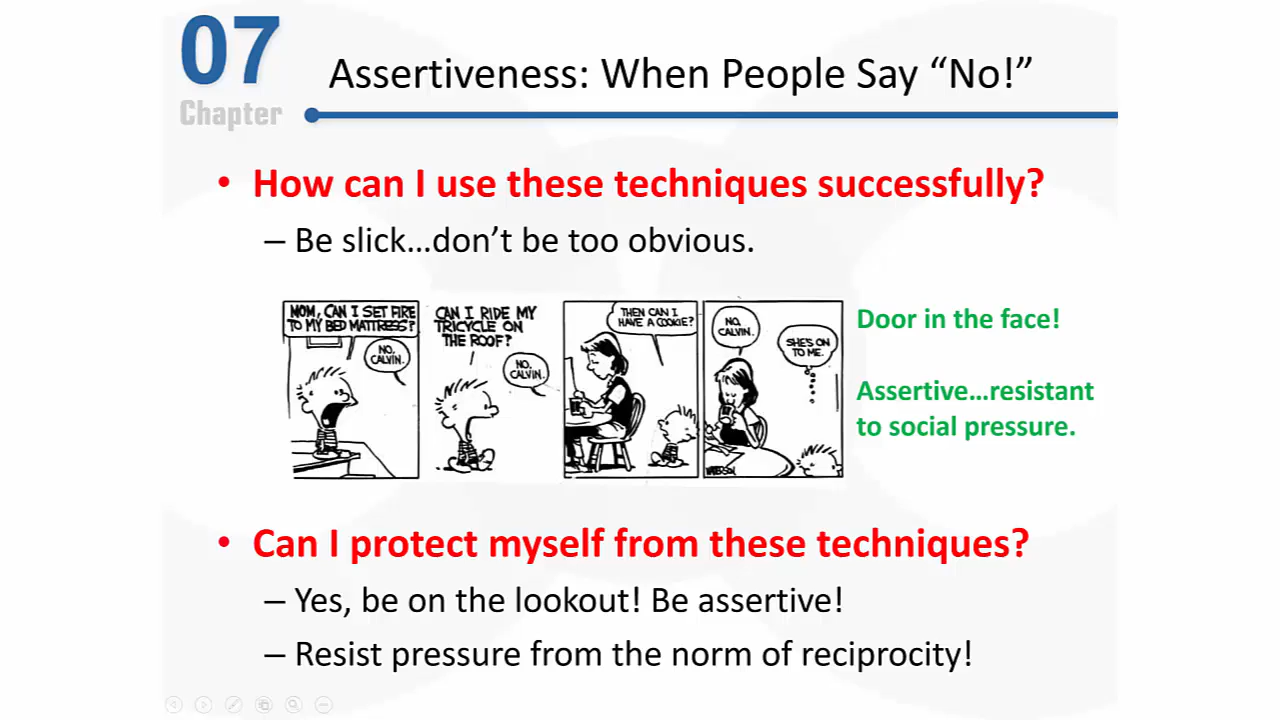 07
Chapter
Assertiveness: When People Say “No!”
• How can I use these techniques successfully?
– Be slick…don’t be too obvious.
MOM, CAN I SET FIRE
TO MY BED MATTRESS?
NO,
CALVIN.
CAN I RIDE MY
TRICYCLE ON
THE ROOF?
NO,
CALVIN.
THEN CAN I
HAVE A COOKIE?
NO,
CALVIN.
SHE'S ON
TO ME.
WATTERSON
Door in the face!
Assertive…resistant
to social pressure.
• Can I protect myself from these techniques?
– Yes, be on the lookout! Be assertive!
– Resist pressure from the norm of reciprocity!